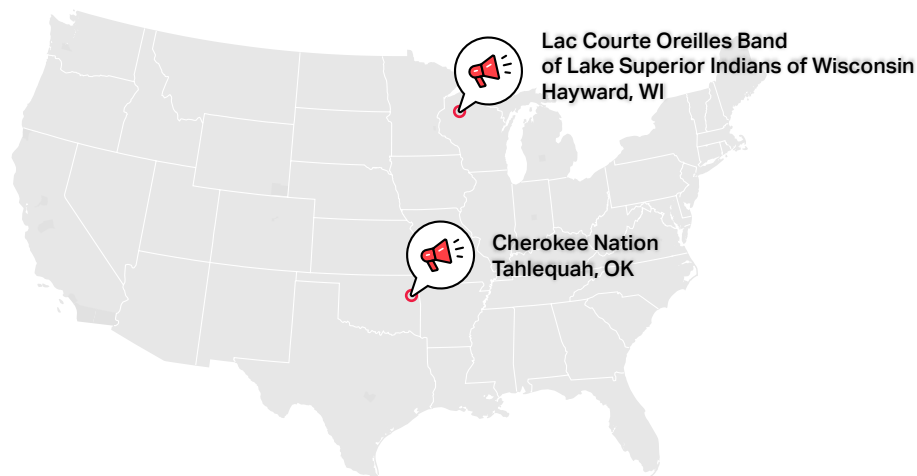 Lac Courte Oreilles Band
of Lake Superior Indians of Wisconsin
Hayward, WI
Cherokee Nation
Tahlequah, OK